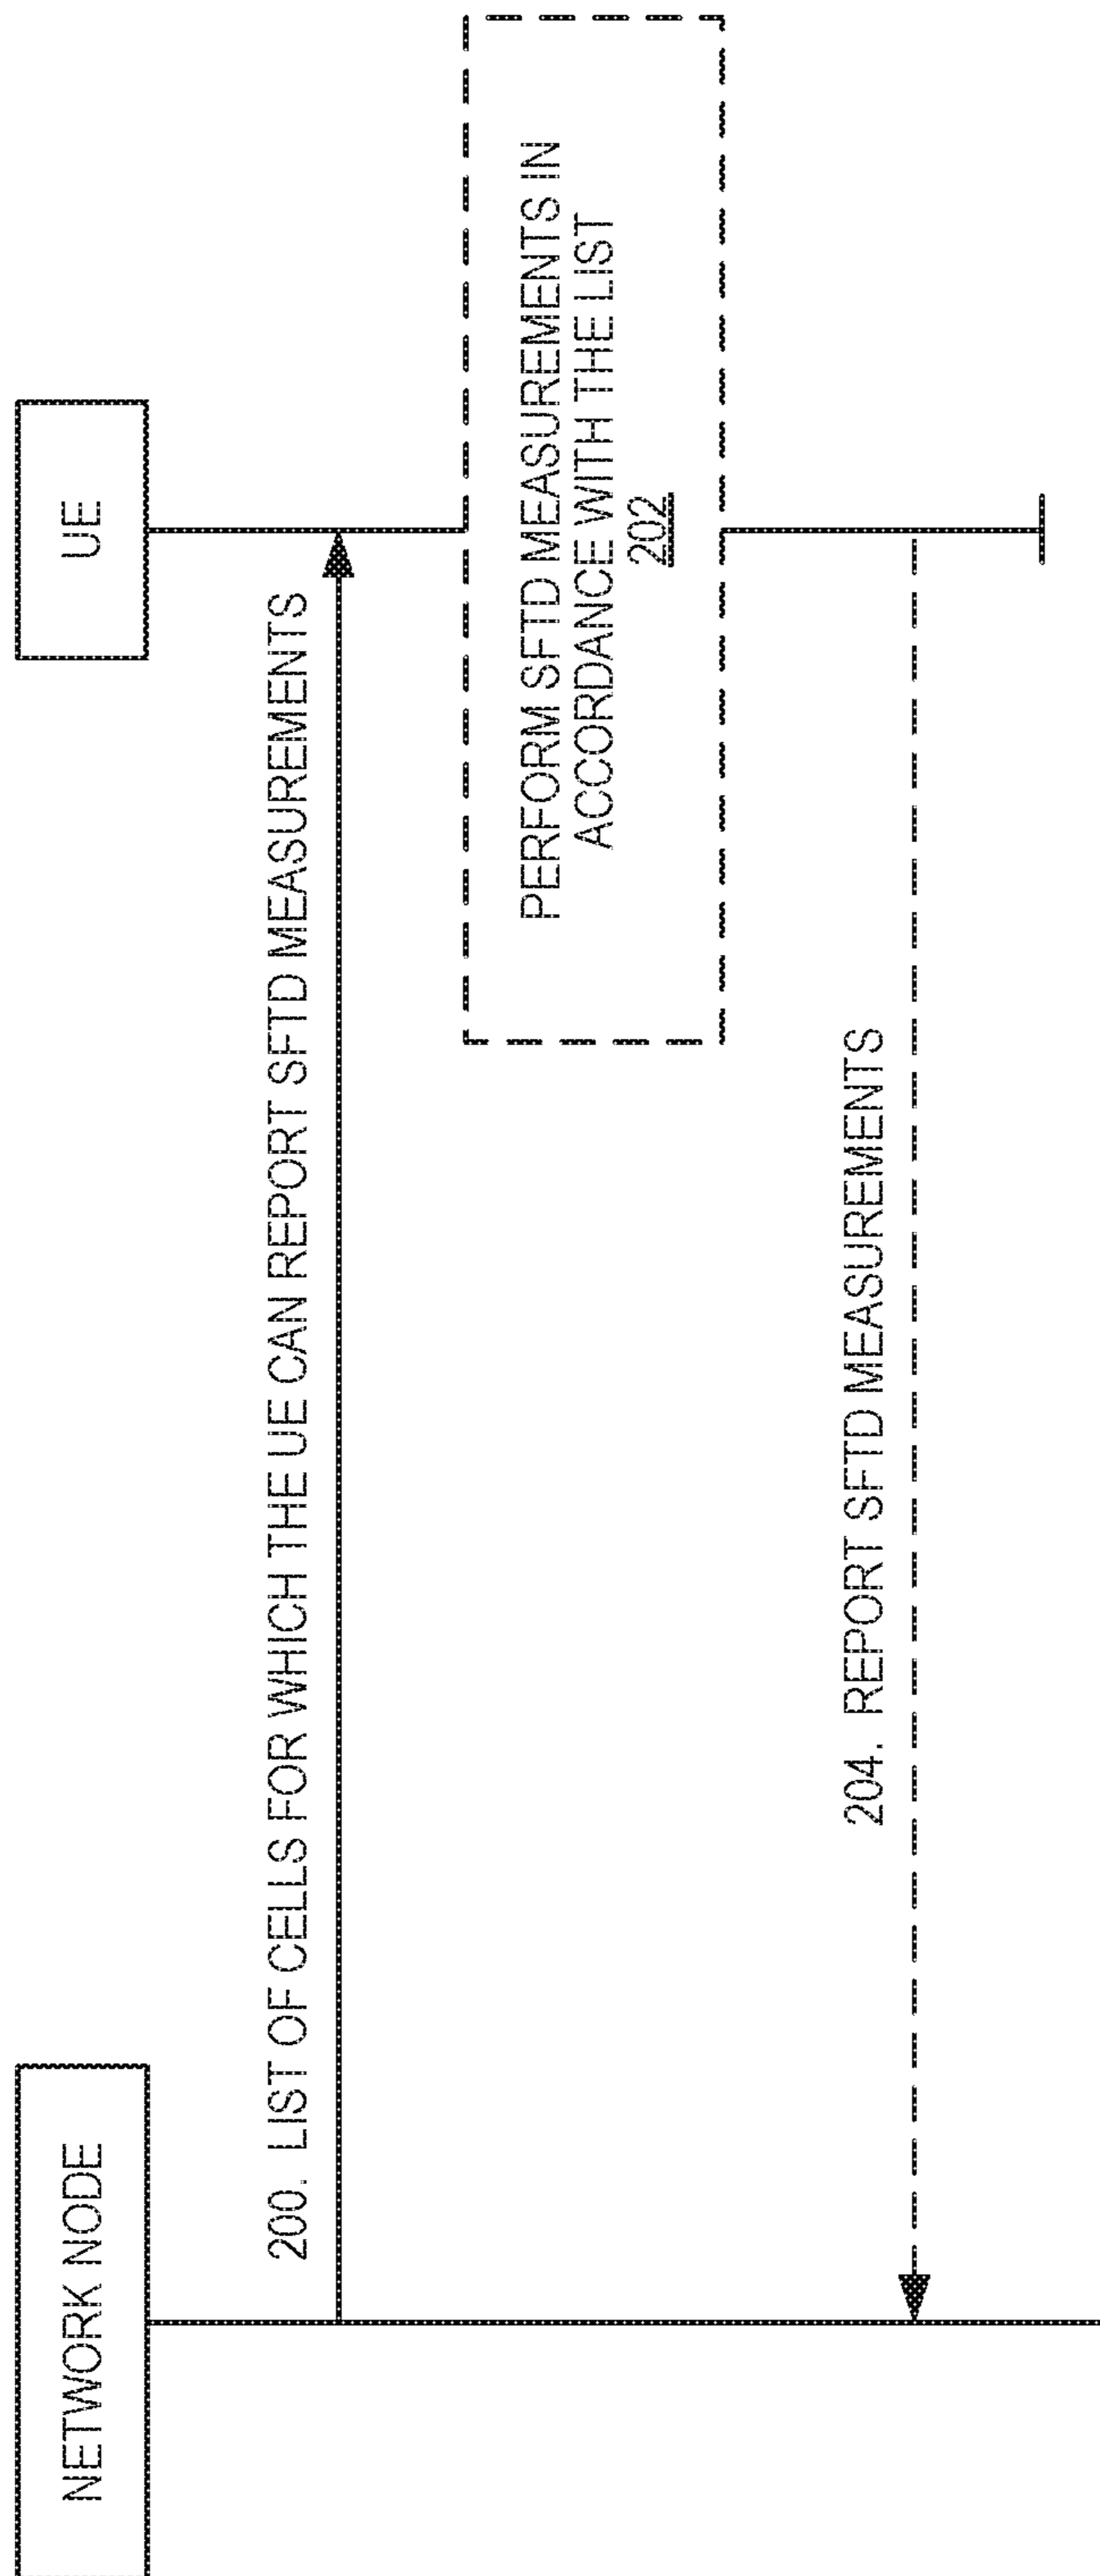 NETWORK NODE
UE
200. LIST OF CELLS FOR WHICH THE UE CAN REPORT SFTD MEASUREMENTS
PERFORM SFTD MEASUREMENTS IN
ACCORDANCE WITH THE LIST
202
204. REPORT SFTD MEASUREMENTS